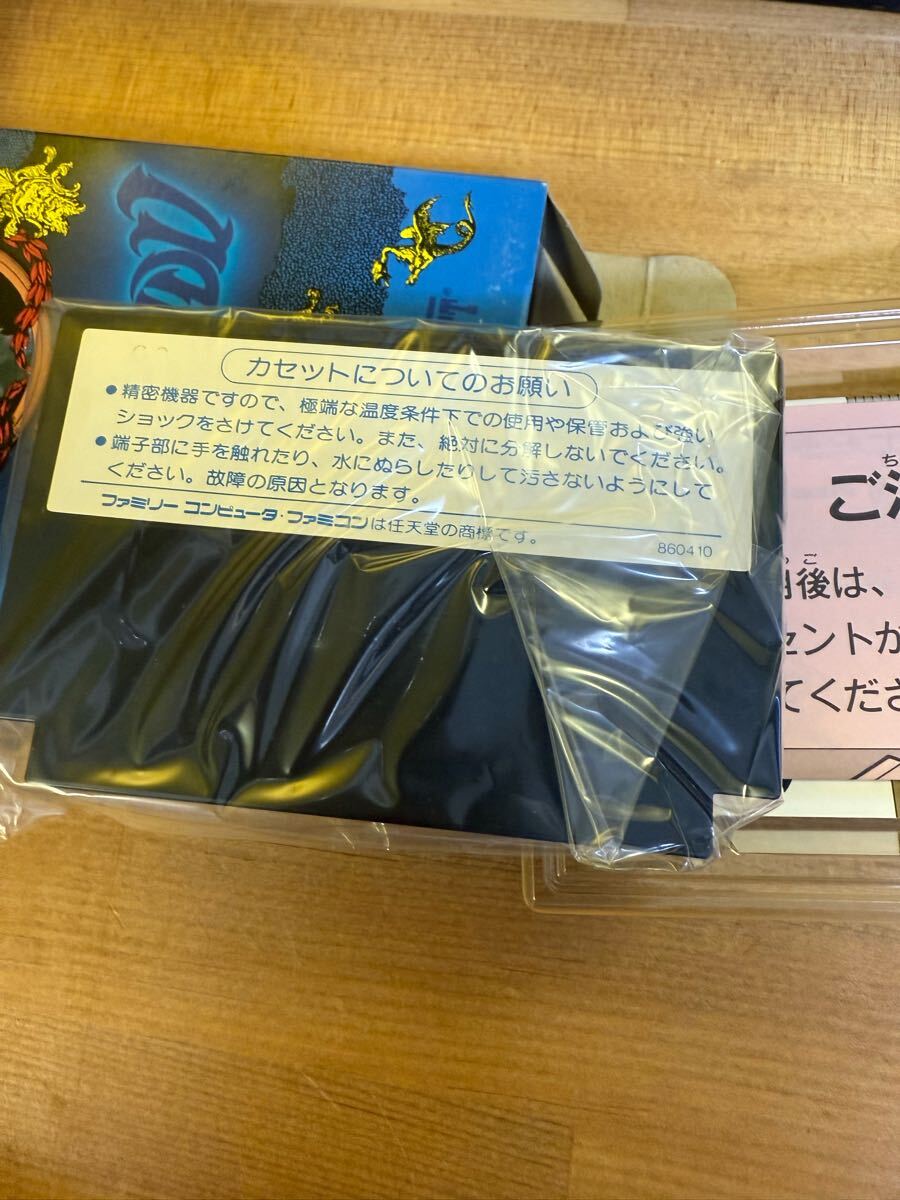 カセットについてのお願い
●精密機器ですので、極端な温度条件下での使用や保管および強い
ショックをさけてください。また、絶対に分解しないでください。
●端子部に手を触れたり、水にぬらしたりして汚さないようにして
ください。故障の原因となります。
ファミリーコンピュータ・ファミコンは任天堂の商標です。
860410
ち
ご
ご
後は、
セントが
てくださ